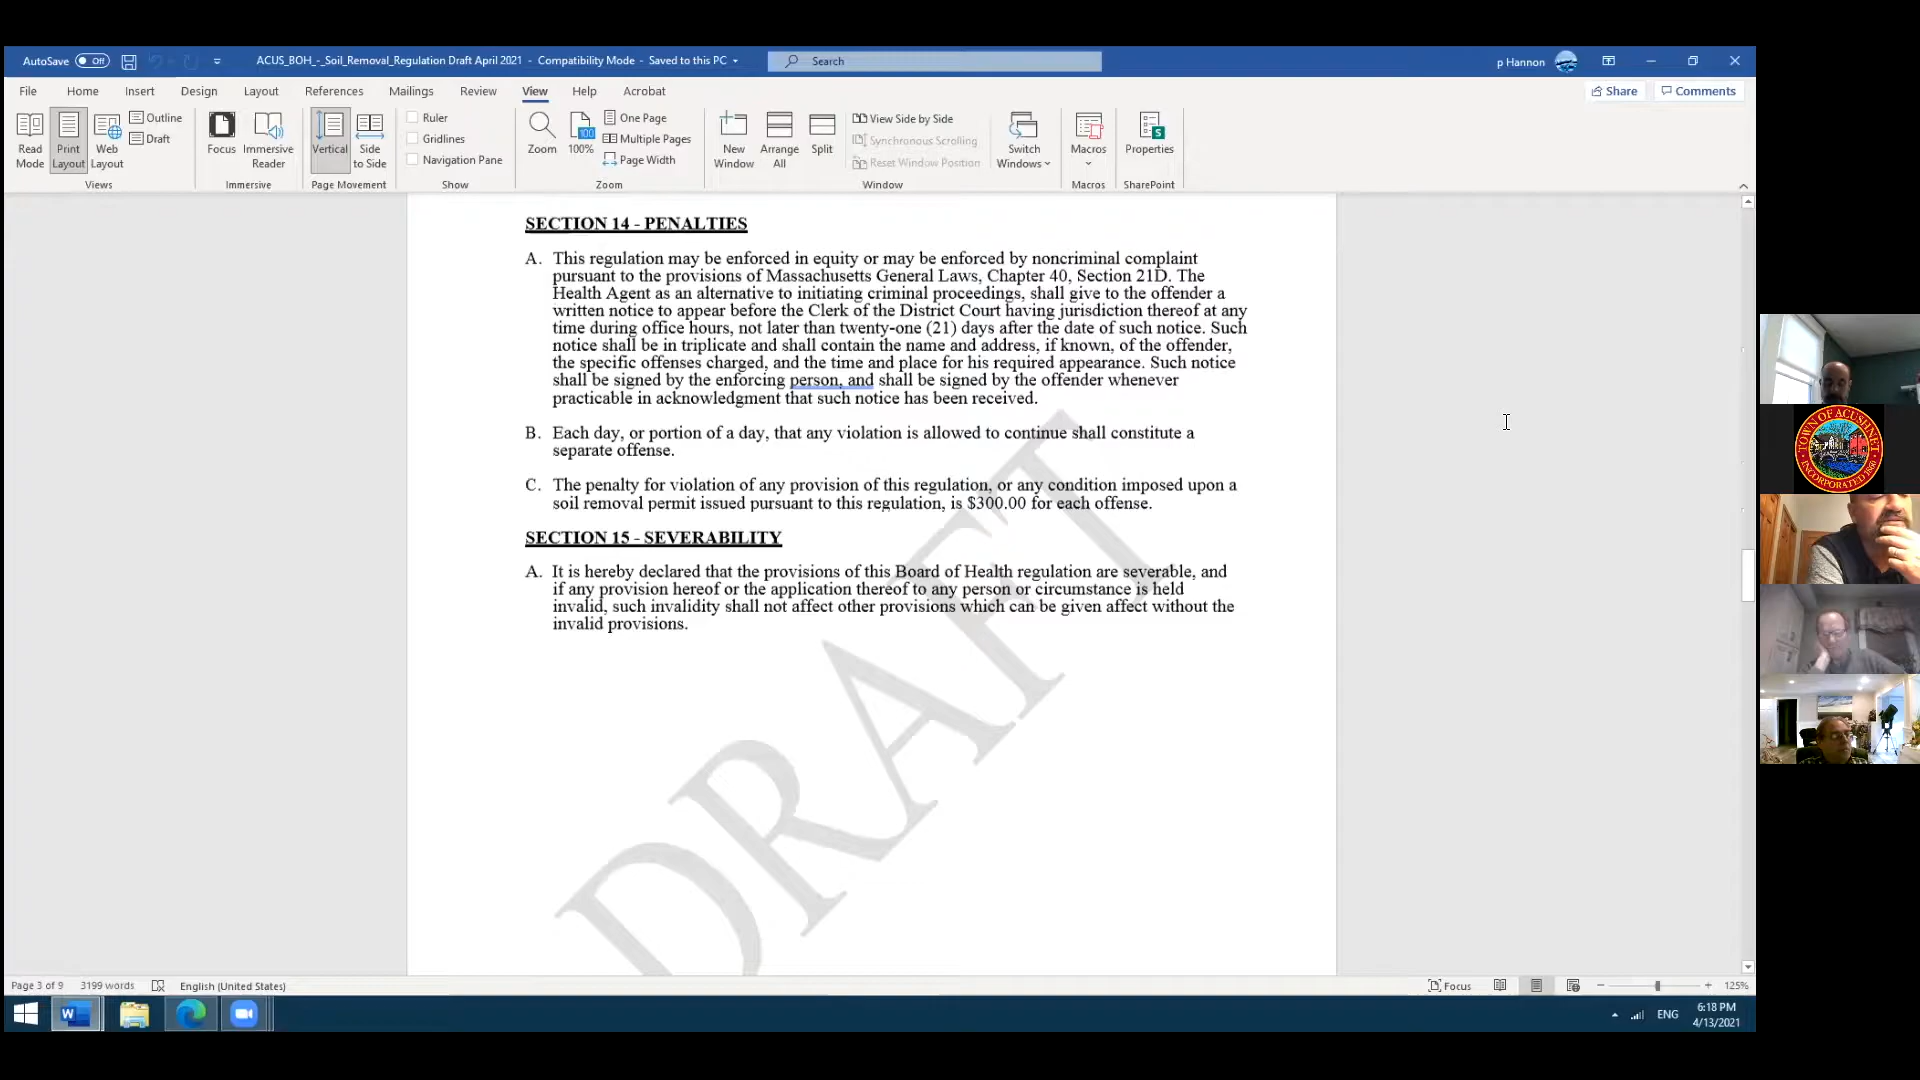 AutoSave Off ACUS_BOH_-_Soil_Removal_Regulation Draft April 2021 - Compatibility Mode - Saved to this PC Search p Hannon
File Home Insert Design Layout References Mailings Review View Help Acrobat Share Comments
Read Mode
Print Layout
Web Layout
Outline
Draft
Views
Focus
Immersive Reader
Immersive
Vertical
Side to Side
Page Movement
Ruler
Gridlines
Navigation Pane
Show
Zoom
100
100%
One Page
Multiple Pages
Page Width
Zoom
New Window
Arrange All
Split
View Side by Side
Synchronous Scrolling
Reset Window Position
Window
Switch Windows
Macros
Macros
Properties
SharePoint
SECTION 14 - PENALTIES
A. This regulation may be enforced in equity or may be enforced by noncriminal complaint
pursuant to the provisions of Massachusetts General Laws, Chapter 40, Section 21D. The
Health Agent as an alternative to initiating criminal proceedings, shall give to the offender a
written notice to appear before the Clerk of the District Court having jurisdiction thereof at any
time during office hours, not later than twenty-one (21) days after the date of such notice. Such
notice shall be in triplicate and shall contain the name and address, if known, of the offender,
the specific offenses charged, and the time and place for his required appearance. Such notice
shall be signed by the enforcing person, and shall be signed by the offender whenever
practicable in acknowledgment that such notice has been received.
B. Each day, or portion of a day, that any violation is allowed to continue shall constitute a
separate offense.
C. The penalty for violation of any provision of this regulation, or any condition imposed upon a
soil removal permit issued pursuant to this regulation, is $300.00 for each offense.
SECTION 15 - SEVERABILITY
A. It is hereby declared that the provisions of this Board of Health regulation are severable, and
if any provision hereof or the application thereof to any person or circumstance is held
invalid, such invalidity shall not affect other provisions which can be given affect without the
invalid provisions.
DRAFT
TOWN OF ACUSHNET
INCORPORATED 1860
Page 3 of 9 3199 words English (United States) Focus 125%
ENG 6:18 PM
4/13/2021